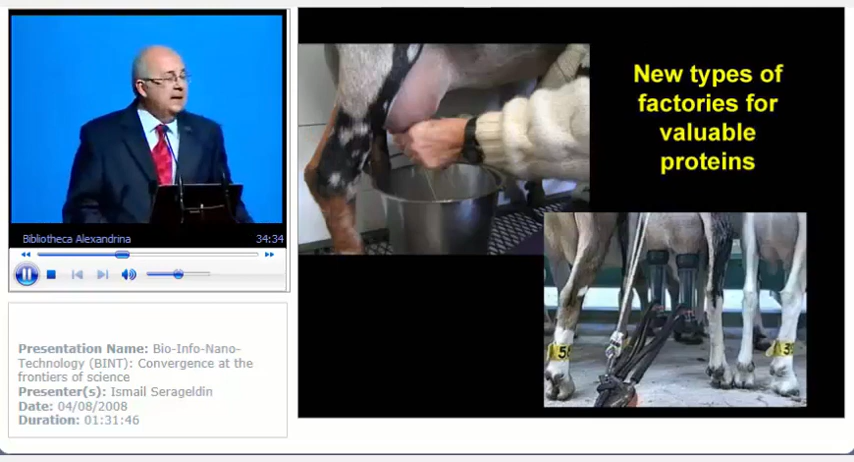 Bibliotheca Alexandrina 34:34
Presentation Name: Bio-Info-Nano-
Technology (BINT): Convergence at the
frontiers of science
Presenter(s): Ismail Serageldin
Date: 04/08/2008
Duration: 01:31:46
New types of
factories for
valuable
proteins